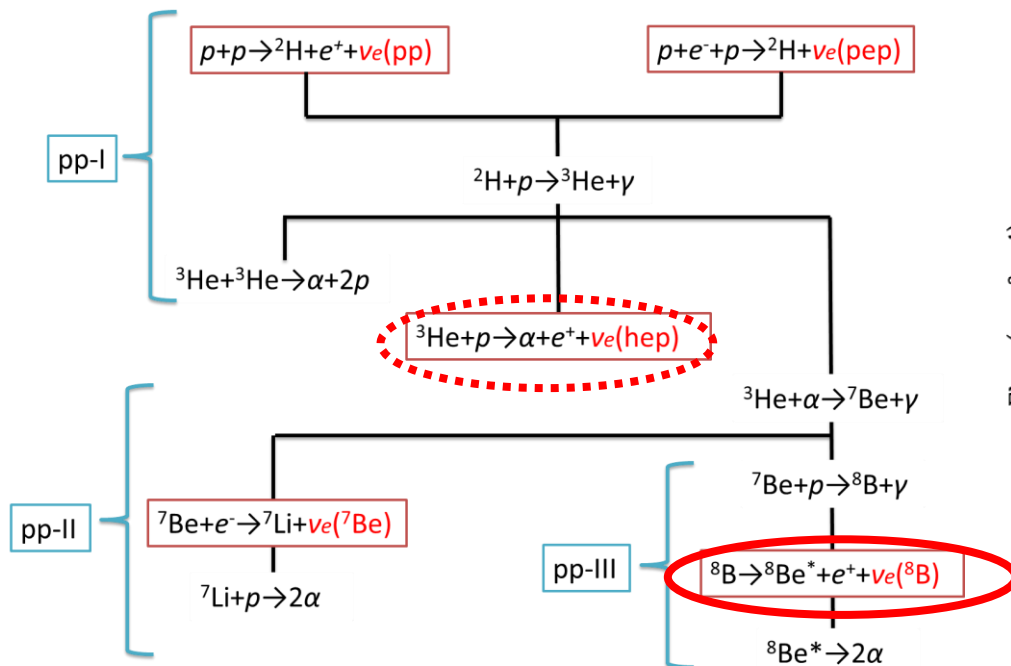 p+p→²H+e⁺+νe(pp)
p+e⁻+p→²H+νe(pep)
pp-I
²H+p→³He+γ
³He+³He→α+2p
³He+p→α+e⁺+νe(hep)
³He+α→⁷Be+γ
⁷Be+p→⁸B+γ
pp-II
⁷Be+e⁻→⁷Li+νe(⁷Be)
pp-III
⁸B→⁸Be*+e⁺+νe(⁸B)
⁷Li+p→2α
⁸Be*→2α